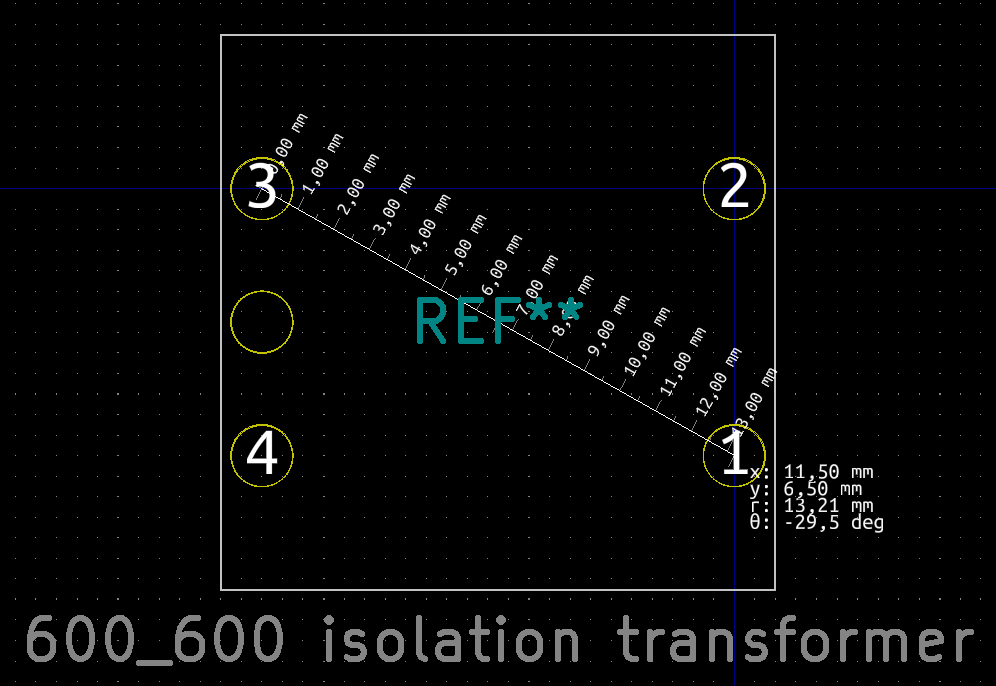 0,00 mm
1,00 mm
2,00 mm
3,00 mm
4,00 mm
5,00 mm
6,00 mm
7,00 mm
8,00 mm
9,00 mm
10,00 mm
11,00 mm
12,00 mm
13,00 mm
3
2
REF**
4
1
x: 11,50 mm
y: 6,50 mm
r: 13,21 mm
θ: -29,5 deg
600_600 isolation transformer